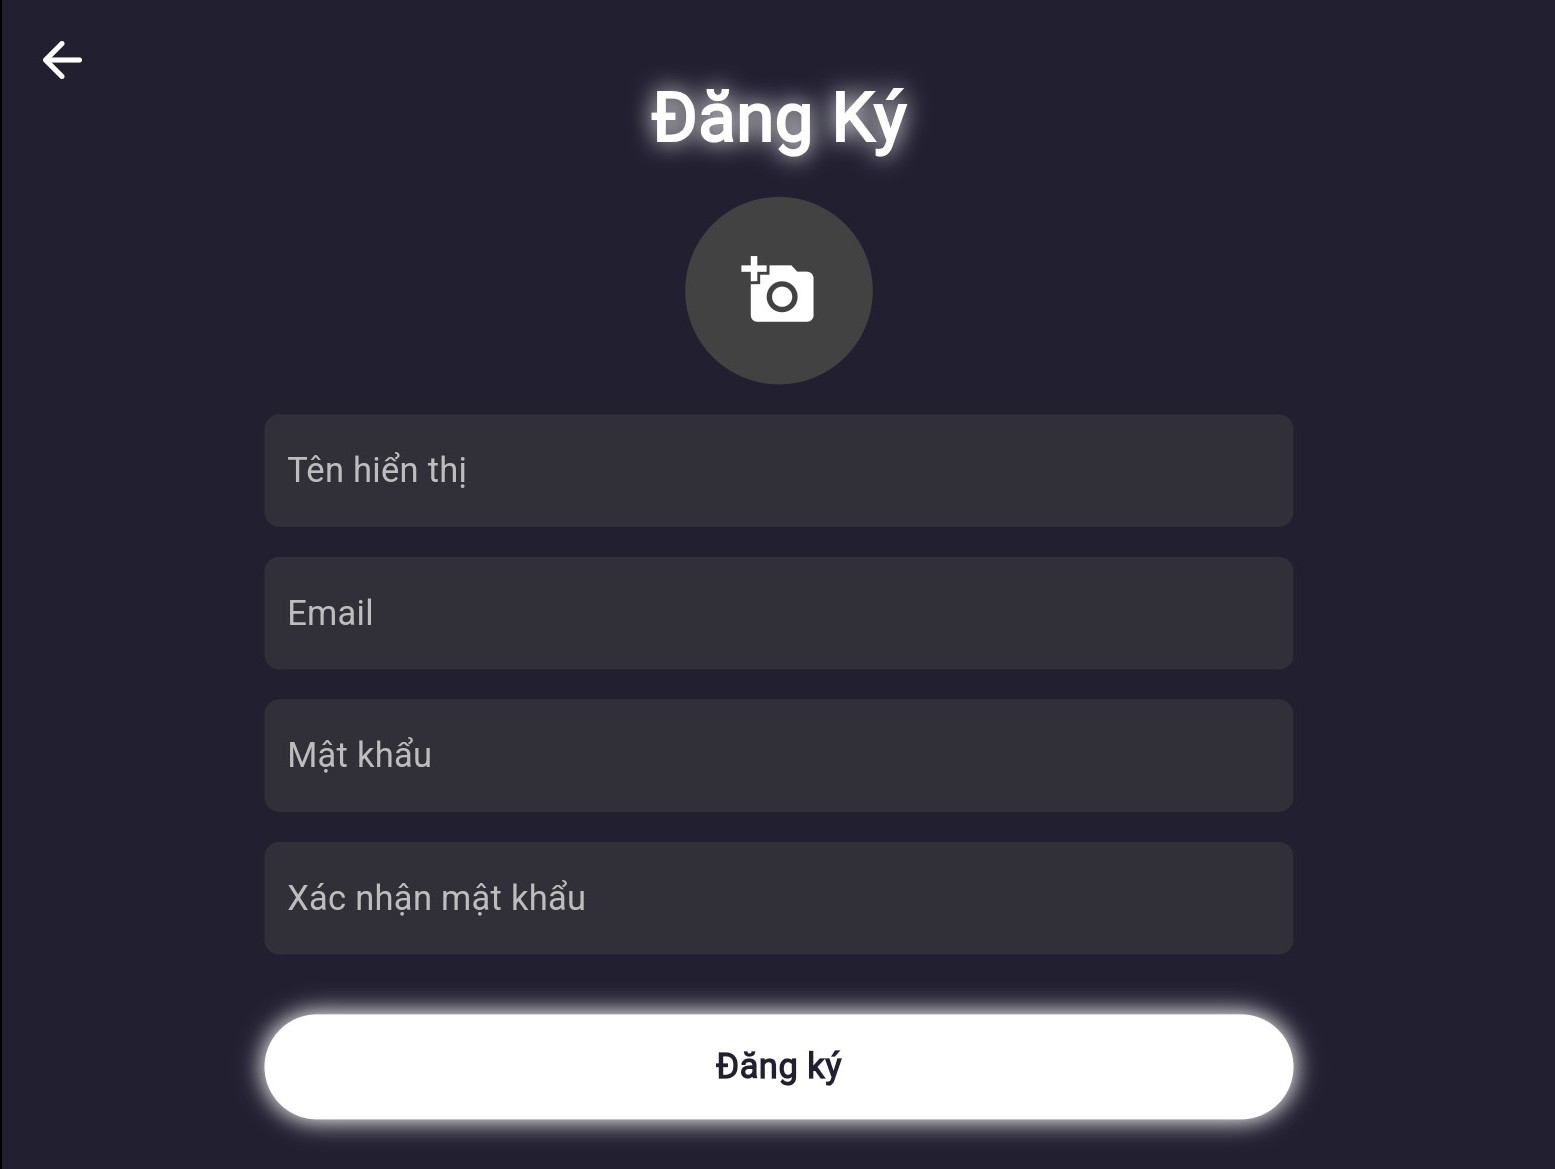 Đăng Ký
Tên hiển thị
Email
Mật khẩu
Xác nhận mật khẩu
Đăng ký